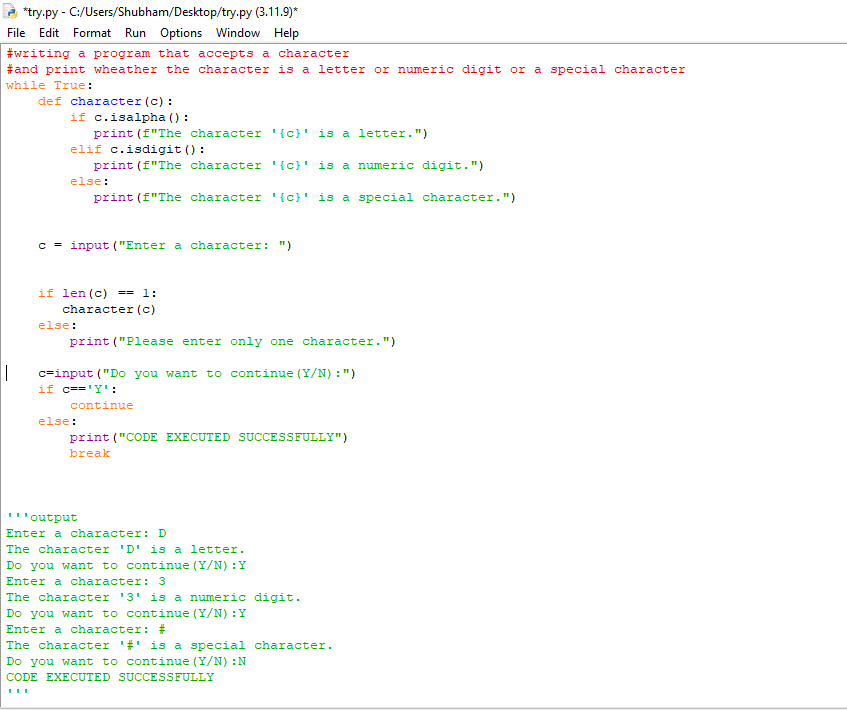 *try.py - C:/Users/Shubham/Desktop/try.py (3.11.9)*
File Edit Format Run Options Window Help
#writing a program that accepts a character
#and print wheather the character is a letter or numeric digit or a special character
while True:
    def character(c):
        if c.isalpha():
           print(f"The character '{c}' is a letter.")
        elif c.isdigit():
           print(f"The character '{c}' is a numeric digit.")
        else:
           print(f"The character '{c}' is a special character.")
    c = input("Enter a character: ")
    if len(c) == 1:
       character(c)
    else:
        print("Please enter only one character.")
    c=input("Do you want to continue(Y/N):")
    if c=='Y':
        continue
    else:
        print("CODE EXECUTED SUCCESSFULLY")
        break
'''output
Enter a character: D
The character 'D' is a letter.
Do you want to continue(Y/N):Y
Enter a character: 3
The character '3' is a numeric digit.
Do you want to continue(Y/N):Y
Enter a character: #
The character '#' is a special character.
Do you want to continue(Y/N):N
CODE EXECUTED SUCCESSFULLY
'''